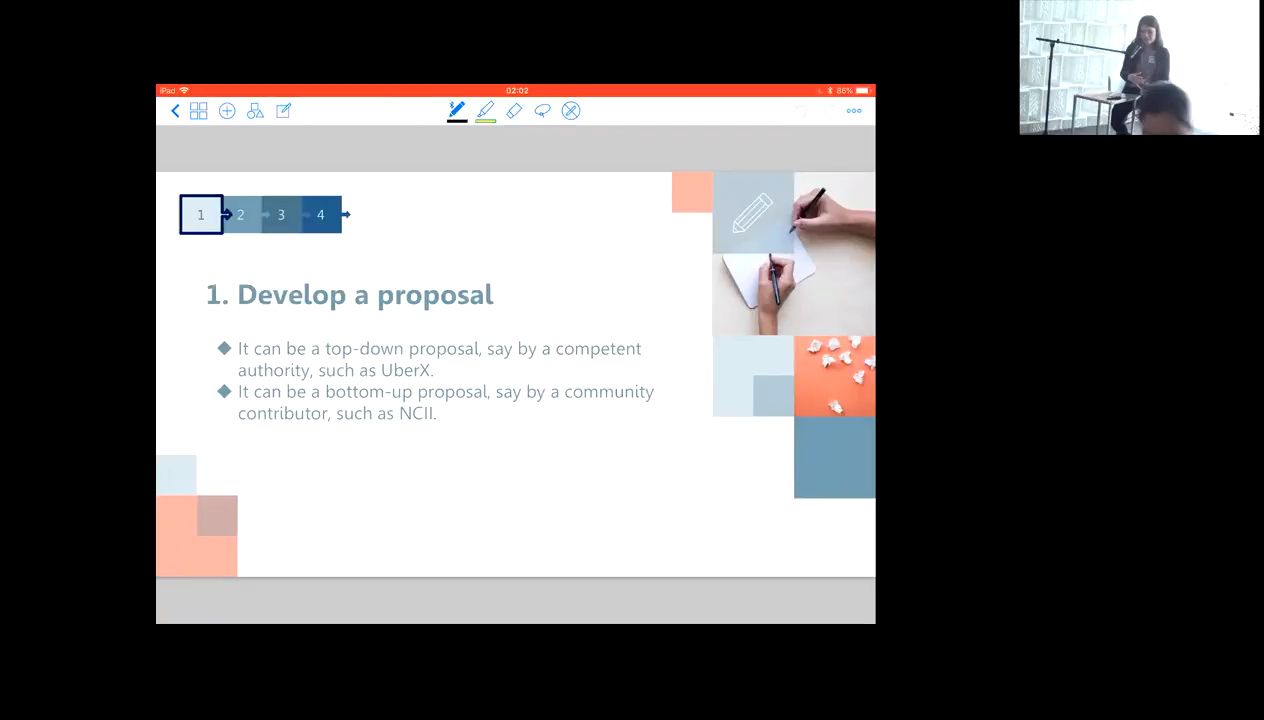 iPad
02:02
86%
1
2
3
4
1. Develop a proposal
It can be a top-down proposal, say by a competent
authority, such as UberX.
It can be a bottom-up proposal, say by a community
contributor, such as NCII.